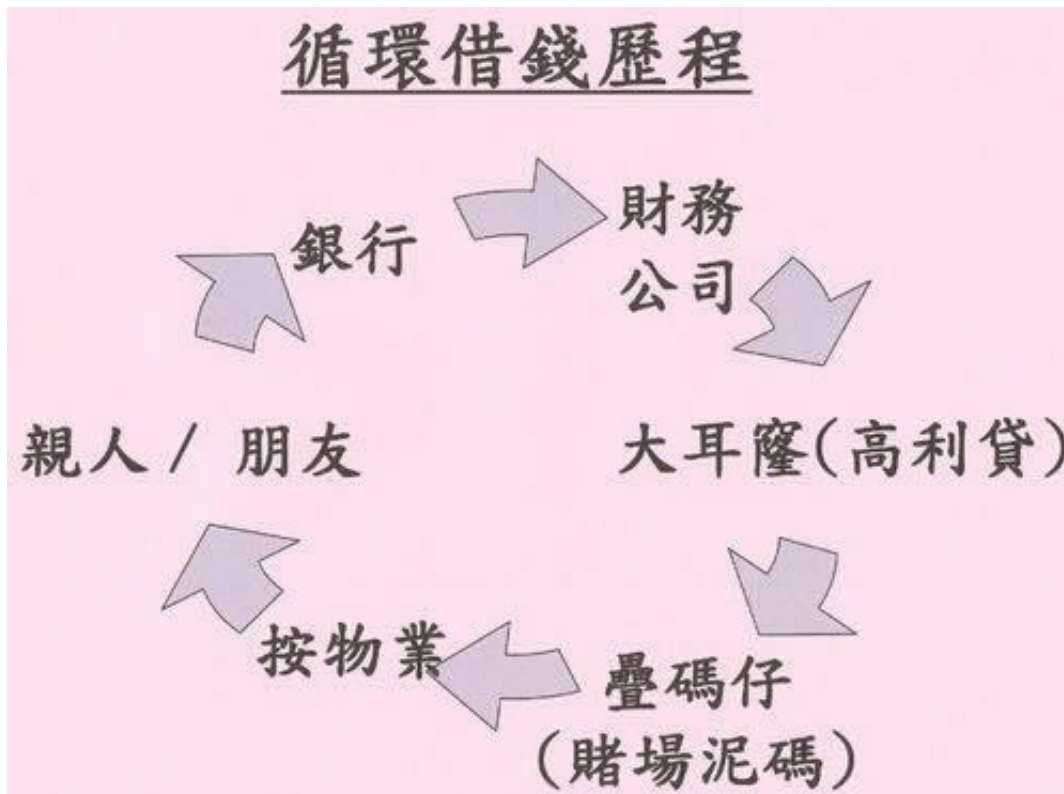 循環借錢歷程
銀行
財務
公司
大耳窿(高利貸)
疊碼仔
(賭場泥碼)
按物業
親人 / 朋友